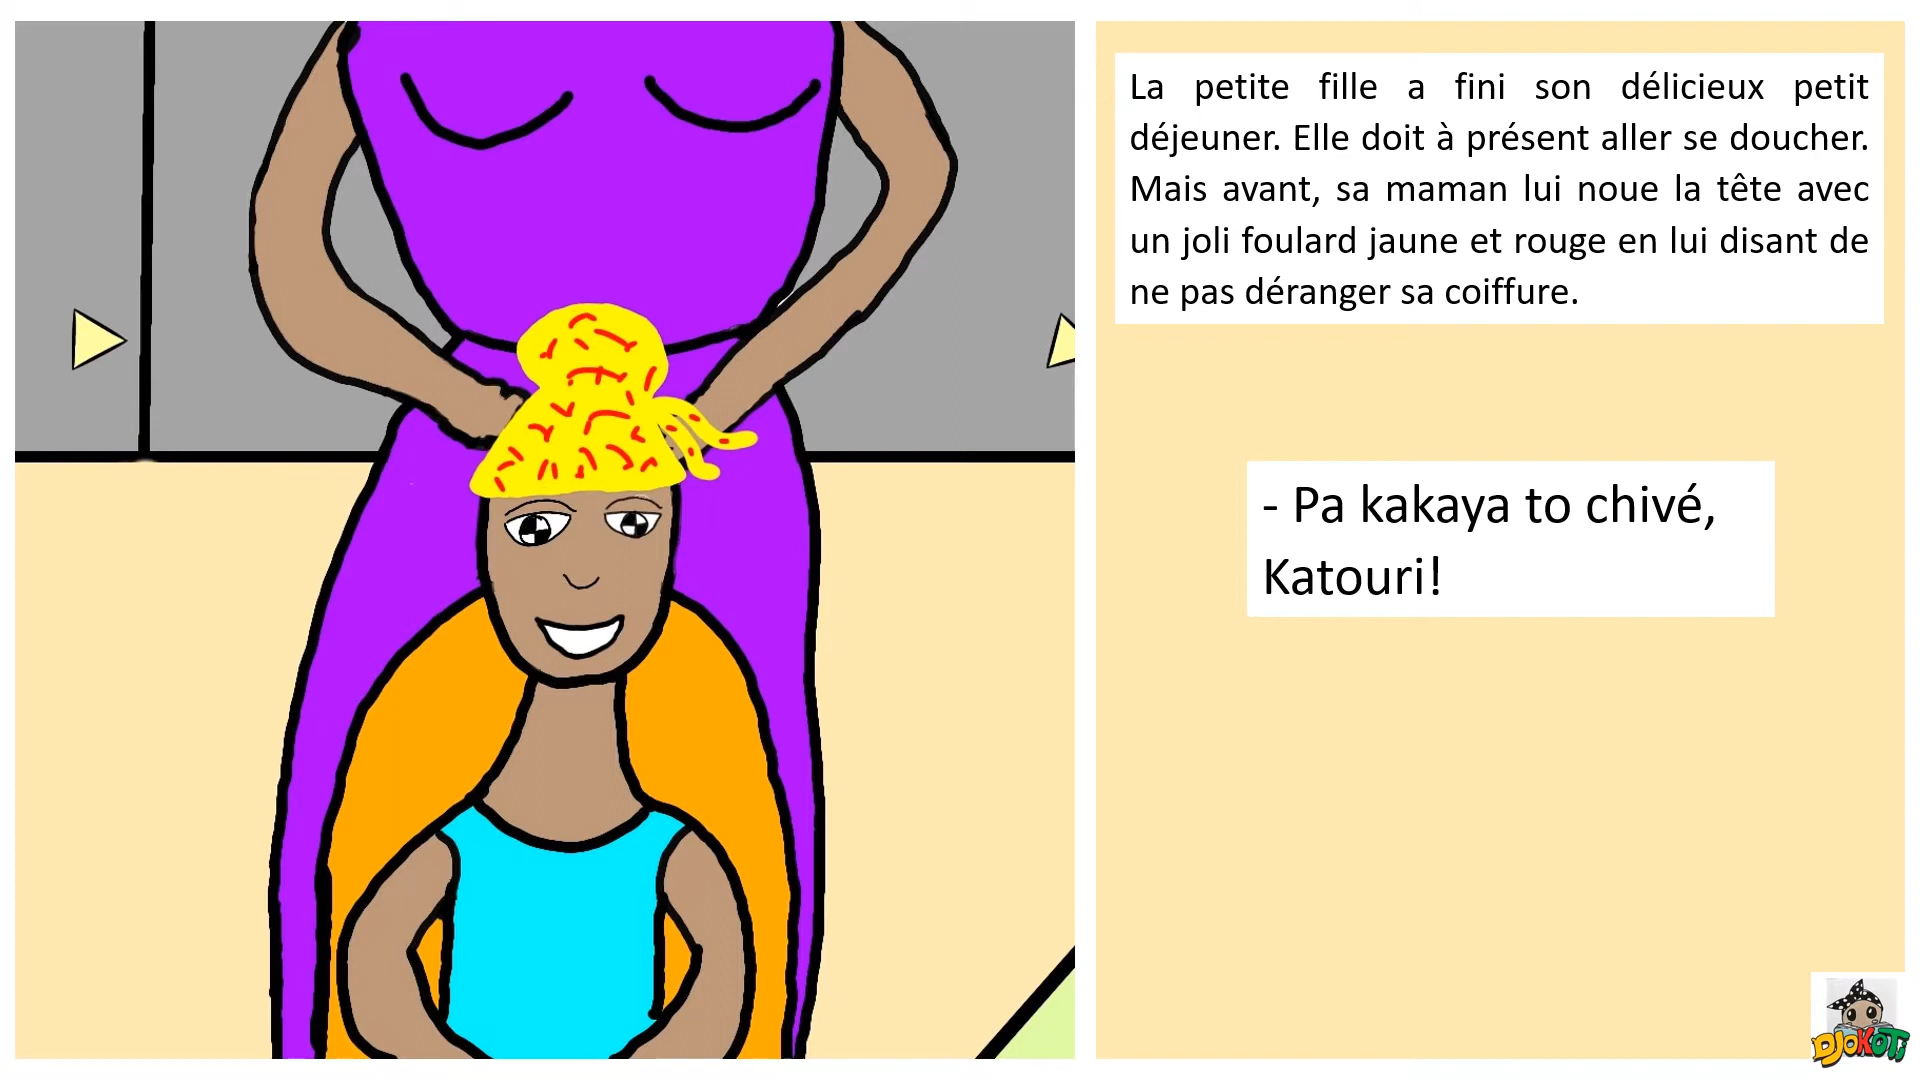 La petite fille a fini son délicieux petit
déjeuner. Elle doit à présent aller se doucher.
Mais avant, sa maman lui noue la tête avec
un joli foulard jaune et rouge en lui disant de
ne pas déranger sa coiffure.
- Pa kakaya to chivé,
Katouri!
DJOKOTI